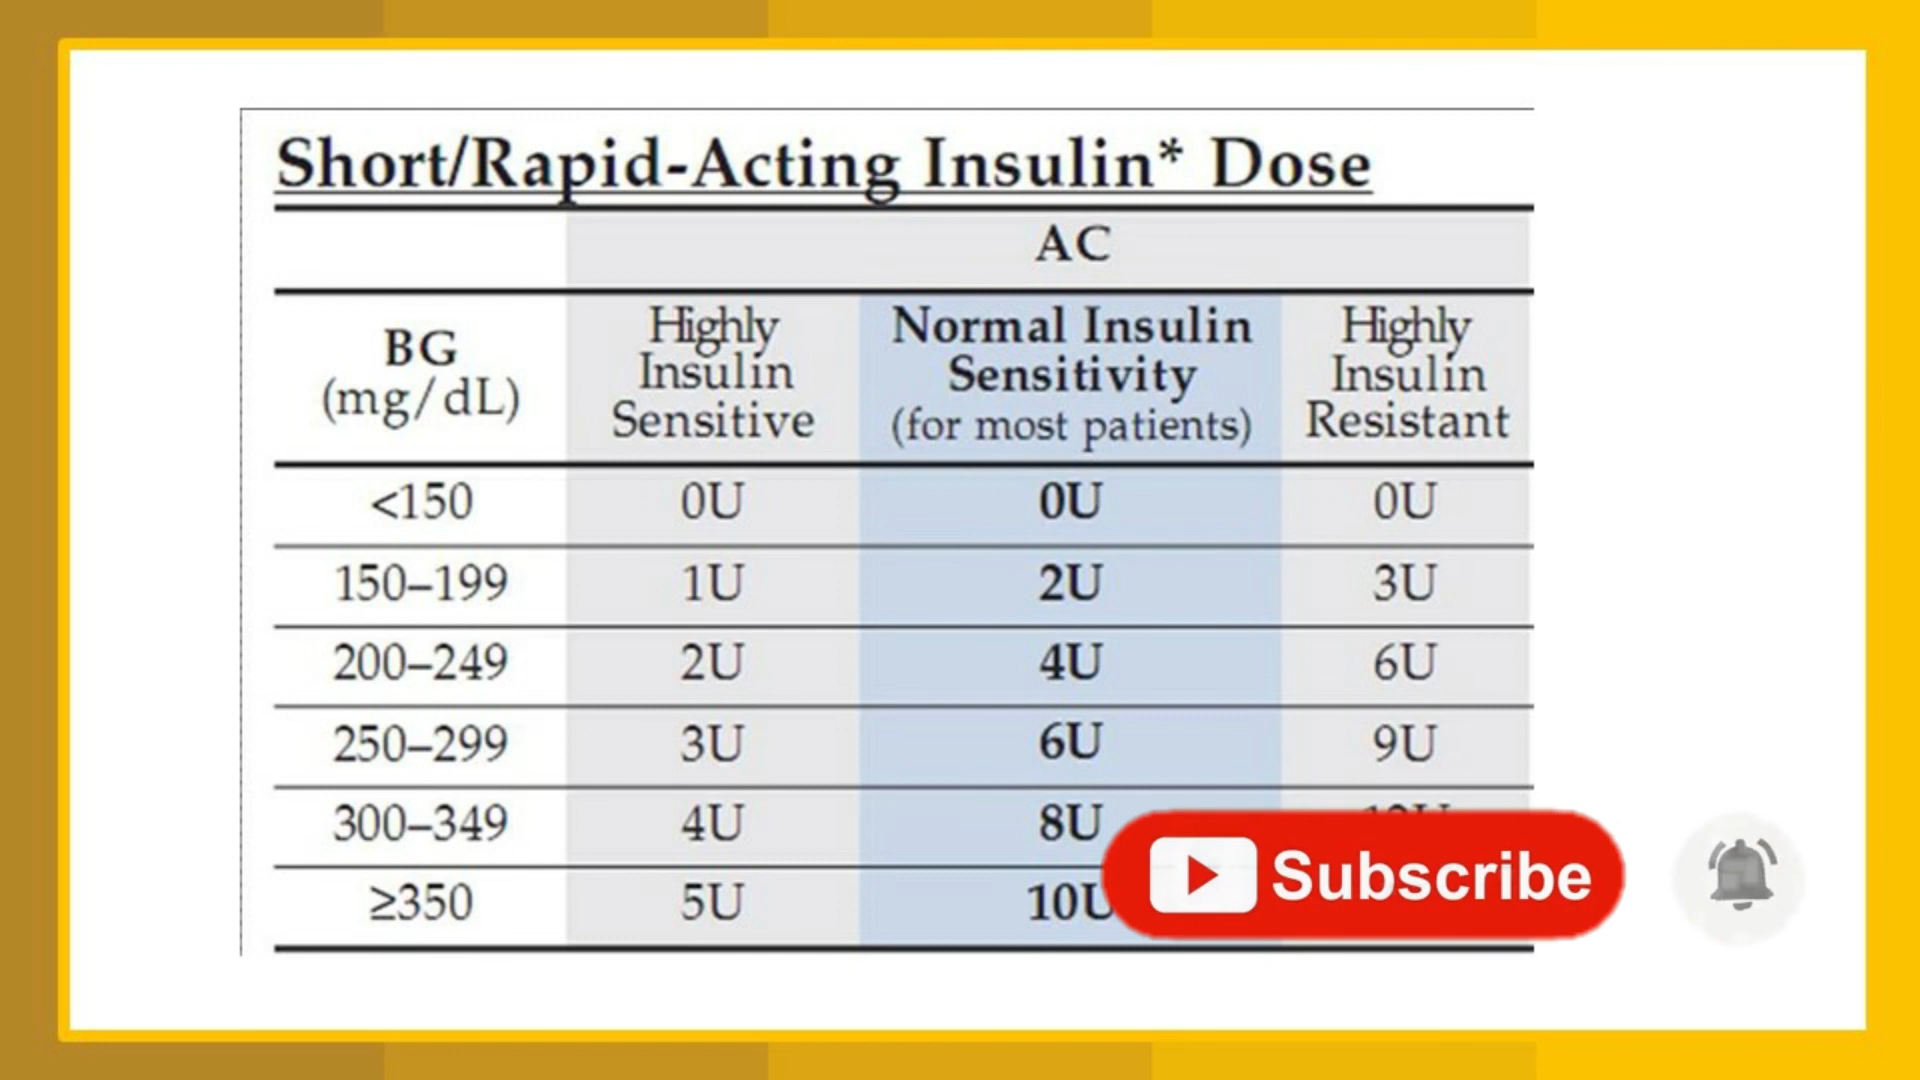 Short/Rapid-Acting Insulin* Dose
AC
BG (mg/dL) Highly Insulin Sensitive Normal Insulin Sensitivity (for most patients) Highly Insulin Resistant
<150 0U 0U 0U
150–199 1U 2U 3U
200–249 2U 4U 6U
250–299 3U 6U 9U
300–349 4U 8U
≥350 5U 10U
Subscribe